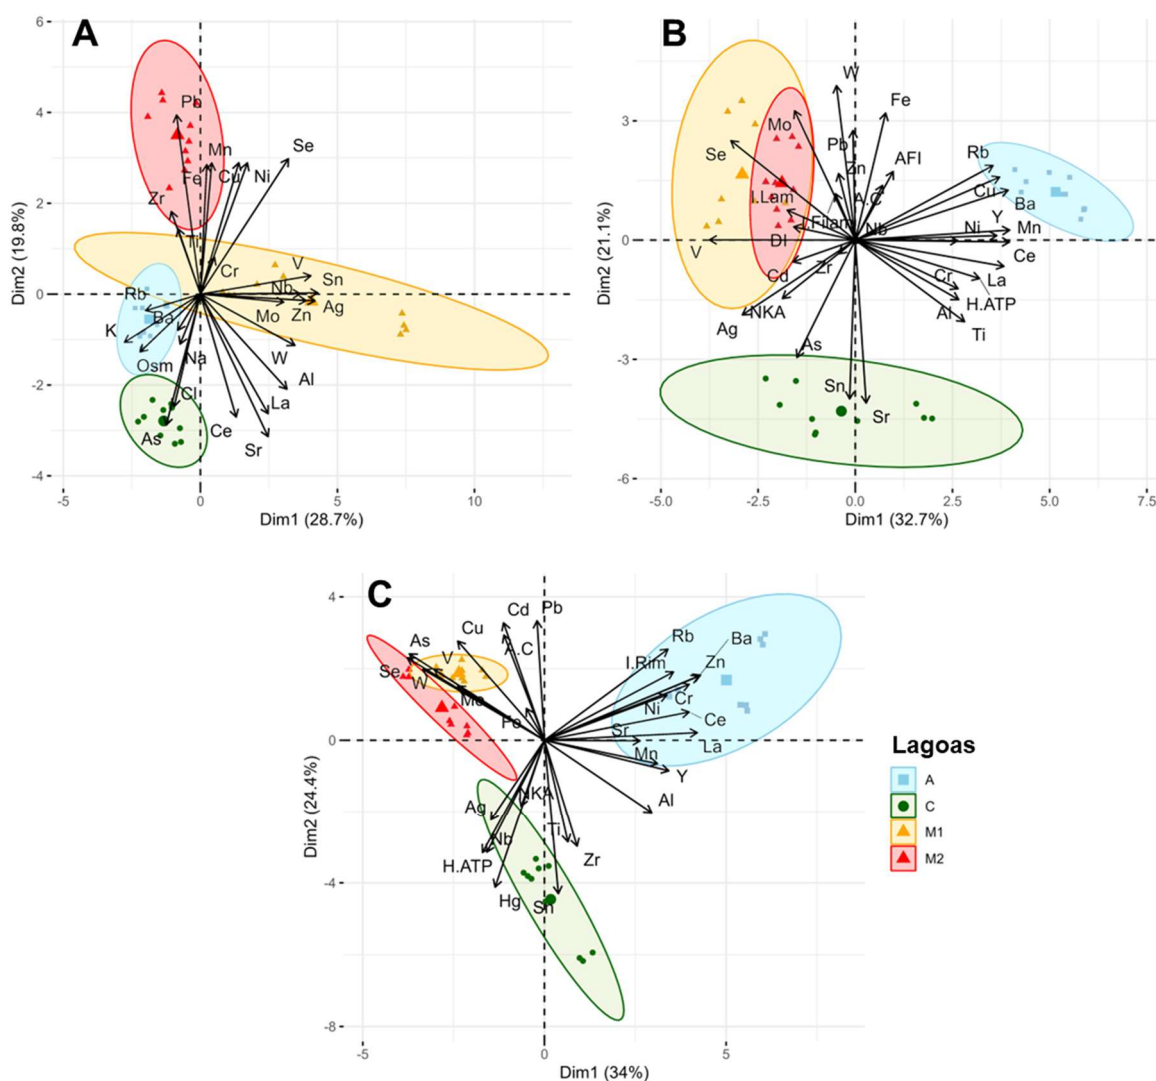 A
6
4
2
0
-2
-4
Dim2 (19.8%)
Pb
Mn
Se
Fe
Cu
Ni
Zr
Ti
Cr
V
Sn
Nb
Rb
Ba
Mo
Zn
Ag
K
Osm
Na
W
Al
Cl
La
As
Ce
Sr
-5
0
5
10
Dim1 (28.7%)
B
3
0
-3
-6
Dim2 (21.1%)
W
Fe
Mo
Pb
Se
Zn
AFI
Rb
I.Lam
A.C
Cu
Ba
Filam
Nb
Ni
Y
Mn
V
DI
Ce
Cd
Zr
Cr
La
NKA
H.ATP
Ag
Al
Ti
As
Sn
Sr
-5.0
-2.5
0.0
2.5
5.0
7.5
Dim1 (32.7%)
C
4
0
-4
-8
Dim2 (24.4%)
Cd
Pb
As
Cu
A.C
Rb
Ba
V
I.Rim
Zn
Se
W
Mo
Cr
Ni
Fe
Ce
Sr
La
Mn
Y
NKA
Al
Ag
Ti
Nb
Zr
H.ATP
Hg
Sn
-5
0
5
Dim1 (34%)
Lagoas
A
C
M1
M2